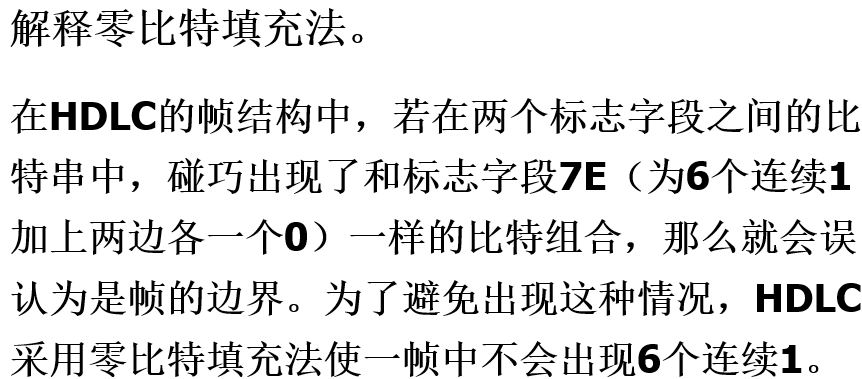 解释零比特填充法。
在HDLC的帧结构中，若在两个标志字段之间的比
特串中，碰巧出现了和标志字段7E（为6个连续1
加上两边各一个0）一样的比特组合，那么就会误
认为是帧的边界。为了避免出现这种情况，HDLC
采用零比特填充法使一帧中不会出现6个连续1。